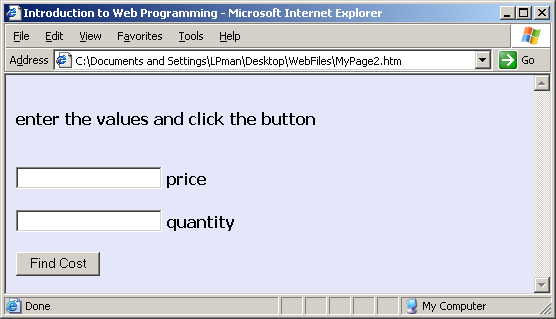 Introduction to Web Programming - Microsoft Internet Explorer
File Edit View Favorites Tools Help
Address C:\Documents and Settings\LPman\Desktop\WebFiles\MyPage2.htm Go
enter the values and click the button
price
quantity
Find Cost
Done My Computer